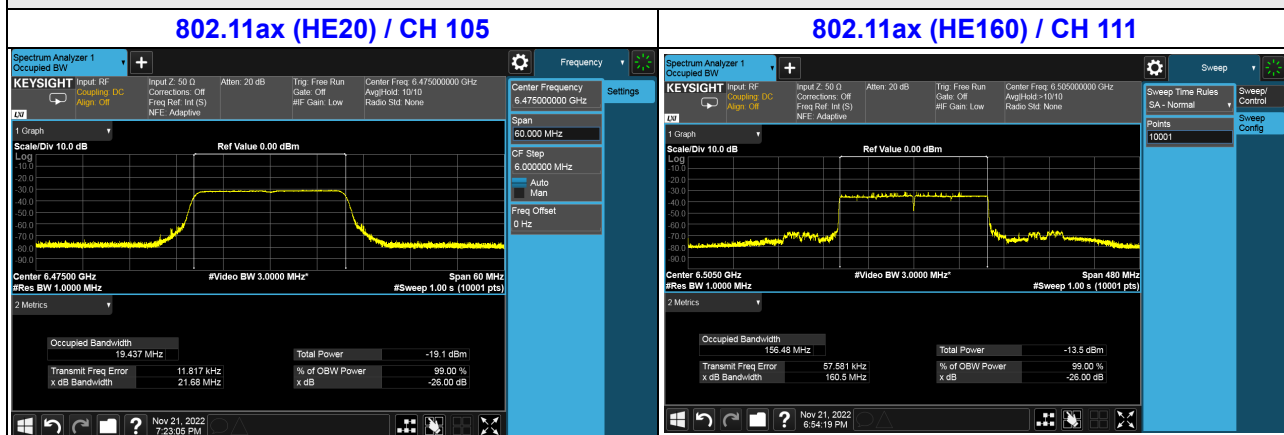 802.11ax (HE20) / CH 105
802.11ax (HE160) / CH 111
Spectrum Analyzer 1
Occupied BW
KEYSIGHT
Input: RF
Coupling: DC
Align: Off
Input Z: 50 Ω
Corrections: Off
Freq Ref: Int (S)
NFE: Adaptive
Atten: 20 dB
Trig: Free Run
Gate: Off
#IF Gain: Low
Center Freq: 6.475000000 GHz
Avg|Hold: 10/10
Radio Std: None
LXI
1 Graph
Scale/Div 10.0 dB
Ref Value 0.00 dBm
Log
-10.0
-20.0
-30.0
-40.0
-50.0
-60.0
-70.0
-80.0
-90.0
Center 6.47500 GHz
#Video BW 3.0000 MHz*
Span 60 MHz
#Res BW 1.0000 MHz
#Sweep 1.00 s (10001 pts)
2 Metrics
Occupied Bandwidth
19.437 MHz
Total Power -19.1 dBm
Transmit Freq Error 11.817 kHz
% of OBW Power 99.00 %
x dB Bandwidth 21.68 MHz
x dB -26.00 dB
?
Nov 21, 2022
7:23:05 PM
Frequency
Center Frequency
6.475000000 GHz
Settings
Span
60.000 MHz
CF Step
6.000000 MHz
Auto
Man
Freq Offset
0 Hz
Spectrum Analyzer 1
Occupied BW
KEYSIGHT
Input: RF
Coupling: DC
Align: Off
Input Z: 50 Ω
Corrections: Off
Freq Ref: Int (S)
NFE: Adaptive
Atten: 20 dB
Trig: Free Run
Gate: Off
#IF Gain: Low
Center Freq: 6.505000000 GHz
Avg|Hold:>10/10
Radio Std: None
LXI
1 Graph
Scale/Div 10.0 dB
Ref Value 0.00 dBm
Log
-10.0
-20.0
-30.0
-40.0
-50.0
-60.0
-70.0
-80.0
-90.0
Center 6.5050 GHz
#Video BW 3.0000 MHz*
Span 480 MHz
#Res BW 1.0000 MHz
#Sweep 1.00 s (10001 pts)
2 Metrics
Occupied Bandwidth
156.48 MHz
Total Power -13.5 dBm
Transmit Freq Error 57.581 kHz
% of OBW Power 99.00 %
x dB Bandwidth 160.5 MHz
x dB -26.00 dB
?
Nov 21, 2022
6:54:19 PM
Sweep
Sweep Time Rules
SA - Normal
Sweep/
Control
Points
10001
Sweep
Config